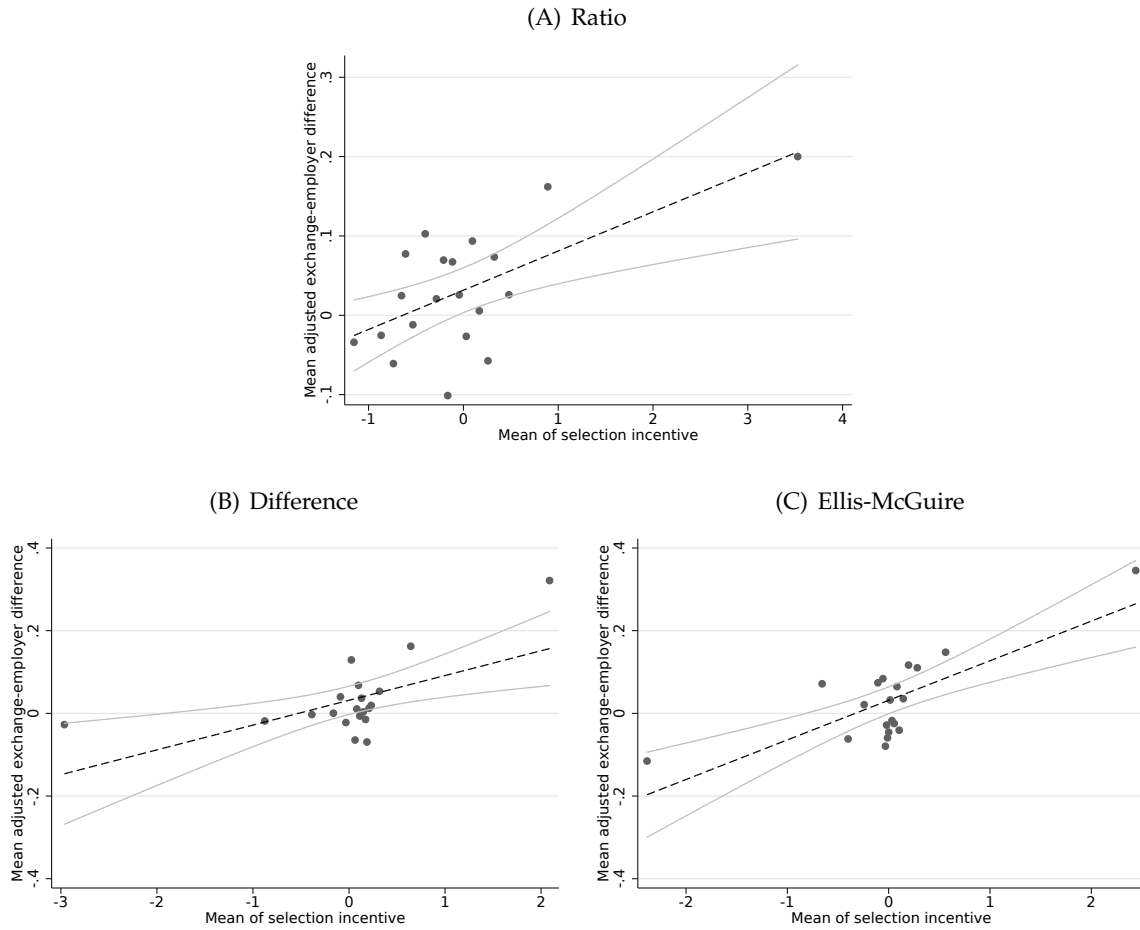 (A) Ratio
Mean adjusted exchange-employer difference
.3
.2
.1
0
-.1
-1 0 1 2 3 4
Mean of selection incentive
(B) Difference
Mean adjusted exchange-employer difference
.4
.2
0
-.2
-.4
-3 -2 -1 0 1 2
Mean of selection incentive
(C) Ellis-McGuire
Mean adjusted exchange-employer difference
.4
.2
0
-.2
-.4
-2 -1 0 1 2
Mean of selection incentive